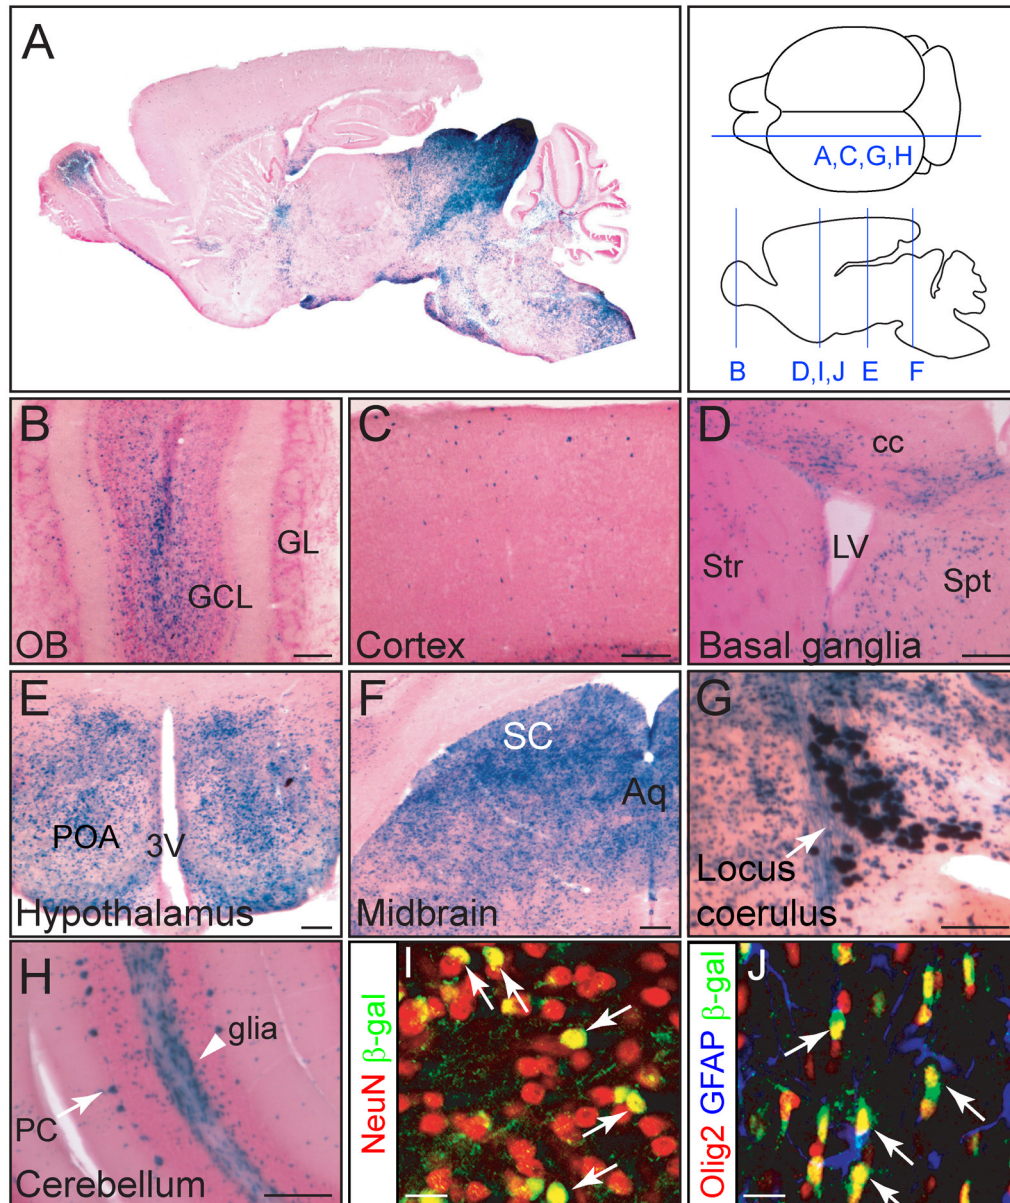 A
A,C,G,H
B
D,I,J
E
F
B
GL
GCL
OB
C
Cortex
D
cc
LV
Str
Spt
Basal ganglia
E
POA
3V
Hypothalamus
F
SC
Aq
Midbrain
G
Locus
coerulus
H
glia
PC
Cerebellum
I
NeuN β-gal
J
Olig2 GFAP β-gal